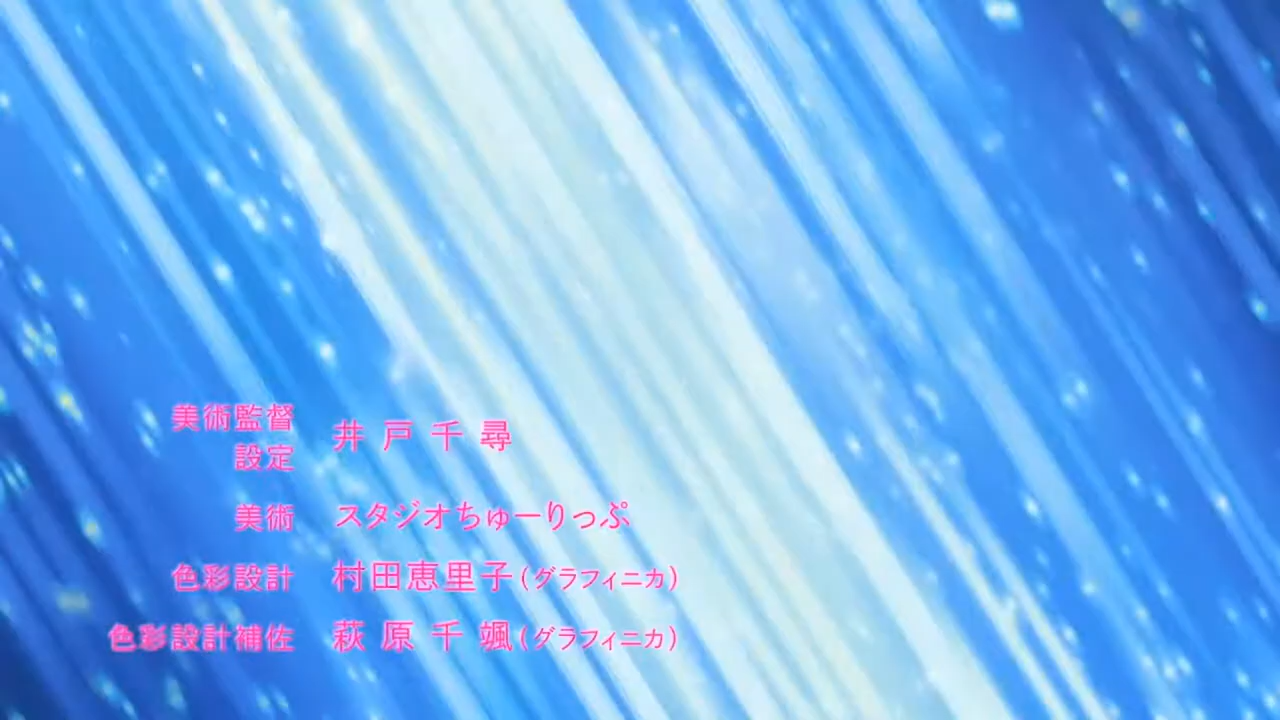 美術監督
設定
井戸千尋
美術 スタジオちゅーりっぷ
色彩設計 村田恵里子(グラフィニカ)
色彩設計補佐 萩原千颯(グラフィニカ)